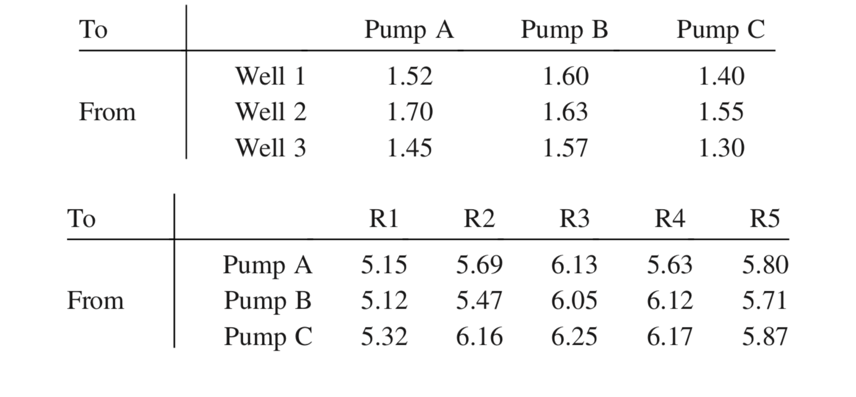 To Pump A Pump B Pump C
Well 1 1.52 1.60 1.40
From Well 2 1.70 1.63 1.55
Well 3 1.45 1.57 1.30
To R1 R2 R3 R4 R5
Pump A 5.15 5.69 6.13 5.63 5.80
From Pump B 5.12 5.47 6.05 6.12 5.71
Pump C 5.32 6.16 6.25 6.17 5.87